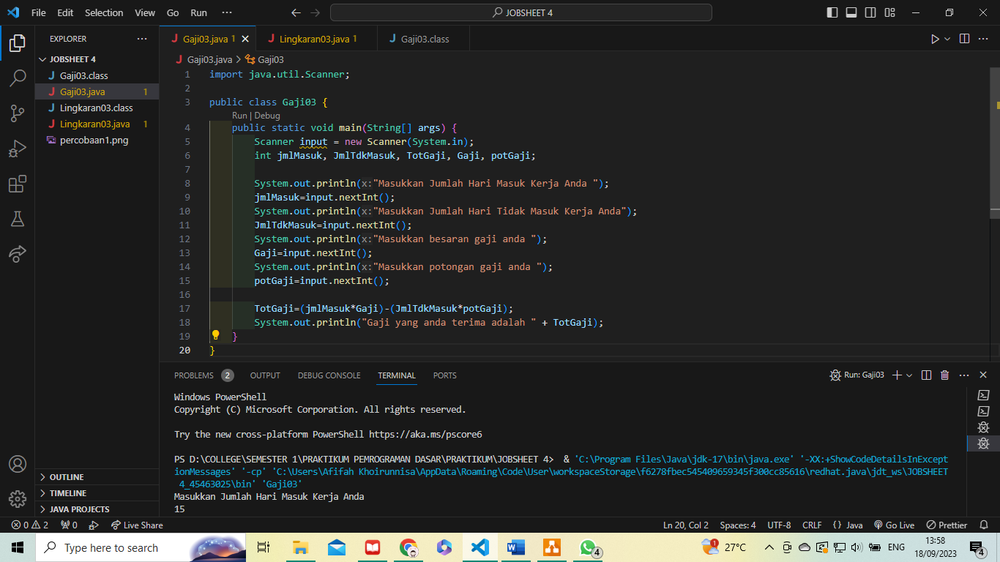 File Edit Selection View Go Run ··· JOBSHEET 4
EXPLORER ···
JOBSHEET 4
Gaji03.class
Gaji03.java 1
Lingkaran03.class
Lingkaran03.java 1
percobaan1.png
OUTLINE
TIMELINE
JAVA PROJECTS
Gaji03.java 1 Lingkaran03.java 1 Gaji03.class
Gaji03.java > Gaji03
1 import java.util.Scanner;
2
3 public class Gaji03 {
Run | Debug
4 public static void main(String[] args) {
5 Scanner input = new Scanner(System.in);
6 int jmlMasuk, JmlTdkMasuk, TotGaji, Gaji, potGaji;
7
8 System.out.println(x:"Masukkan Jumlah Hari Masuk Kerja Anda ");
9 jmlMasuk=input.nextInt();
10 System.out.println(x:"Masukkan Jumlah Hari Tidak Masuk Kerja Anda");
11 JmlTdkMasuk=input.nextInt();
12 System.out.println(x:"Masukkan besaran gaji anda ");
13 Gaji=input.nextInt();
14 System.out.println(x:"Masukkan potongan gaji anda ");
15 potGaji=input.nextInt();
16
17 TotGaji=(jmlMasuk*Gaji)-(JmlTdkMasuk*potGaji);
18 System.out.println("Gaji yang anda terima adalah " + TotGaji);
19 }
20 }
PROBLEMS 2 OUTPUT DEBUG CONSOLE TERMINAL PORTS Run: Gaji03
Windows PowerShell
Copyright (C) Microsoft Corporation. All rights reserved.
Try the new cross-platform PowerShell https://aka.ms/pscore6
PS D:\COLLEGE\SEMESTER 1\PRAKTIKUM PEMROGRAMAN DASAR\PRAKTIKUM\JOBSHEET 4> & 'C:\Program Files\Java\jdk-17\bin\java.exe' '-XX:+ShowCodeDetailsInExcept
ionMessages' '-cp' 'C:\Users\Afifah Khoirunnisa\AppData\Roaming\Code\User\workspaceStorage\f6278fbec545409659345f300cc85616\redhat.java\jdt_ws\JOBSHEET
4_45463025\bin' 'Gaji03'
Masukkan Jumlah Hari Masuk Kerja Anda
15
0 2 0 Live Share Ln 20, Col 2 Spaces: 4 UTF-8 CRLF {} Java Go Live Prettier
Type here to search 4 1 27°C ENG 13:58 4
18/09/2023